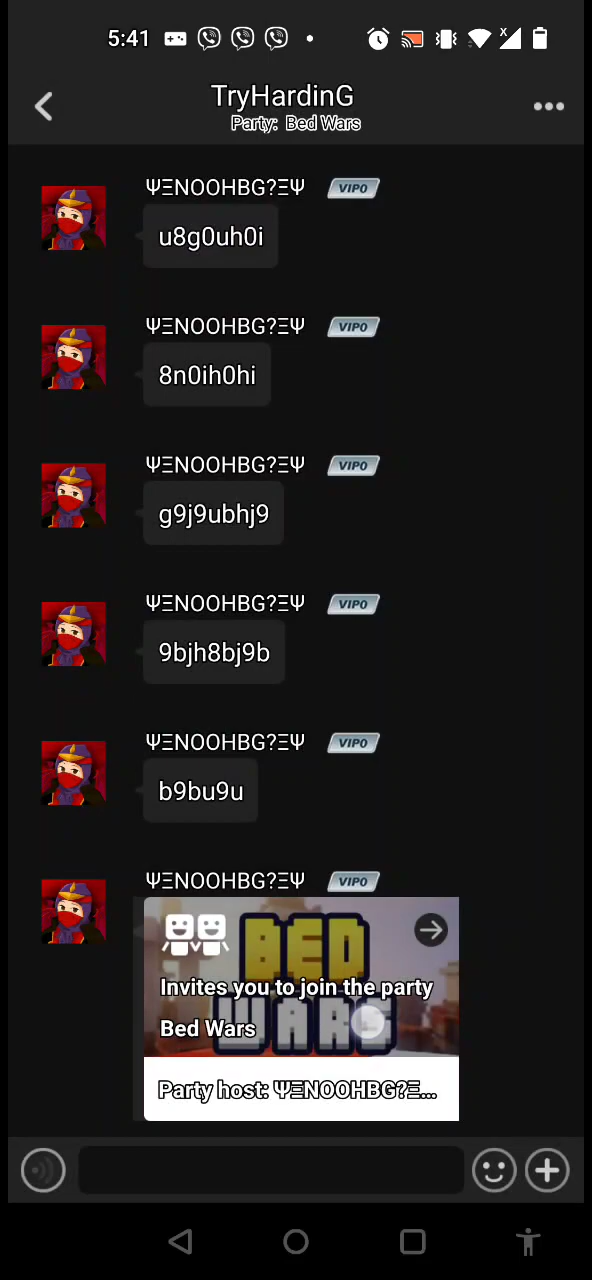 5:41
X
TryHardinG
Party: Bed Wars
ΨΞNOOHBG?ΞΨ VIP0
u8g0uh0i
ΨΞNOOHBG?ΞΨ VIP0
8n0ih0hi
ΨΞNOOHBG?ΞΨ VIP0
g9j9ubhj9
ΨΞNOOHBG?ΞΨ VIP0
9bjh8bj9b
ΨΞNOOHBG?ΞΨ VIP0
b9bu9u
ΨΞNOOHBG?ΞΨ VIP0
BED
WARS
Invites you to join the party
Bed Wars
Party host: ΨΞNOOHBG?Ξ...